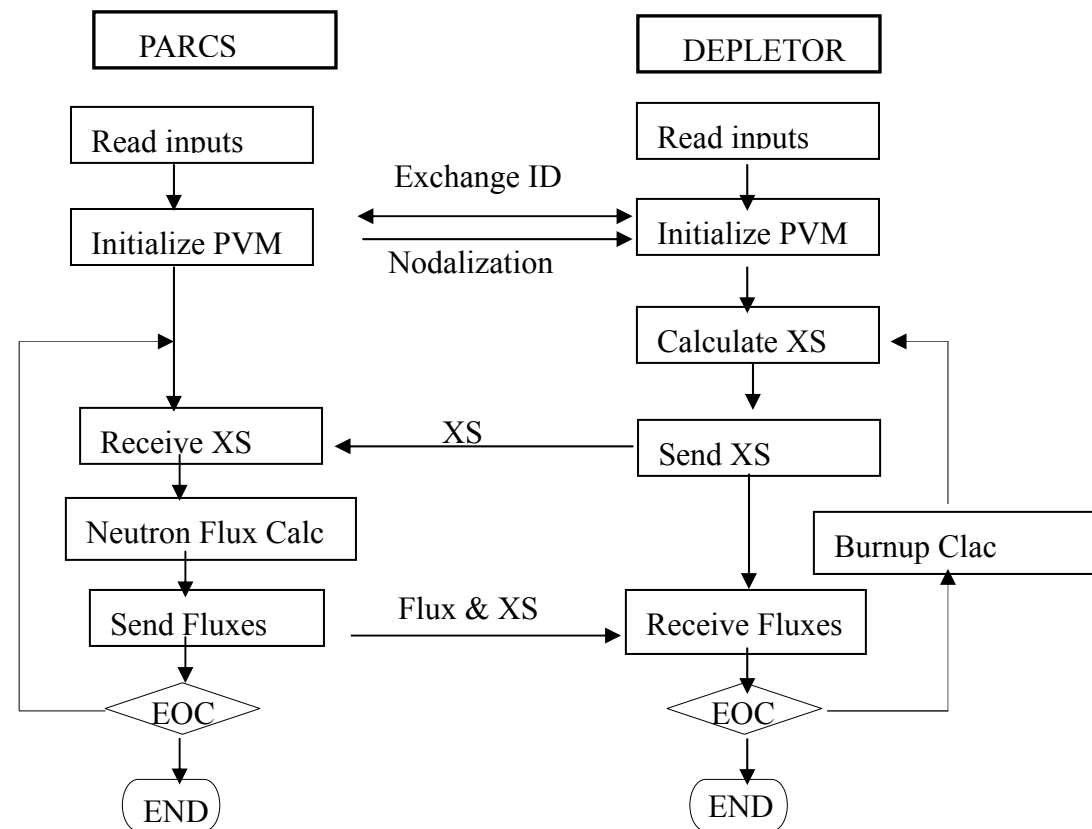 PARCS
DEPLETOR
Read inputs
Read inputs
Exchange ID
Initialize PVM
Initialize PVM
Nodalization
Calculate XS
Receive XS
XS
Send XS
Neutron Flux Calc
Burnup Clac
Send Fluxes
Flux & XS
Receive Fluxes
EOC
EOC
END
END